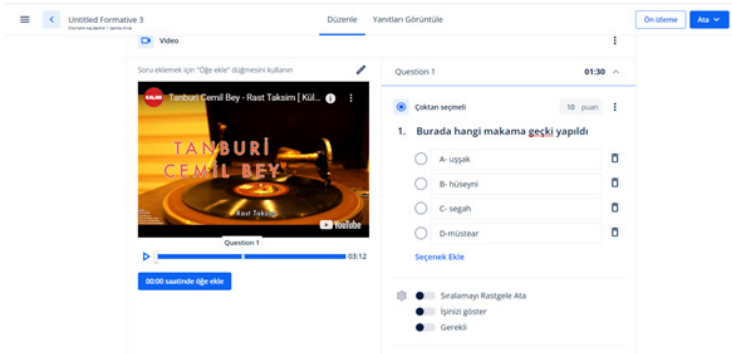 Untitled Formative 3
Düzenle
Yanıtları Görüntüle
Ön izleme
Ata
Video
Soru eklemek için "Öğe ekle" düğmesini kullanın
KALAN
Tanburi Cemil Bey - Rast Taksim [ Kül...
TANBURİ
CEMİL BEY
Rast Taksim
YouTube
Question 1
03:12
00:00 saatinde öğe ekle
Question 1
01:30
Çoktan seçmeli
10 puan
1. Burada hangi makama geçki yapıldı
A- uşşak
B- hüseyni
C- segah
D-müstear
Seçenek Ekle
Sıralamayı Rastgele Ata
İşinizi göster
Gerekli